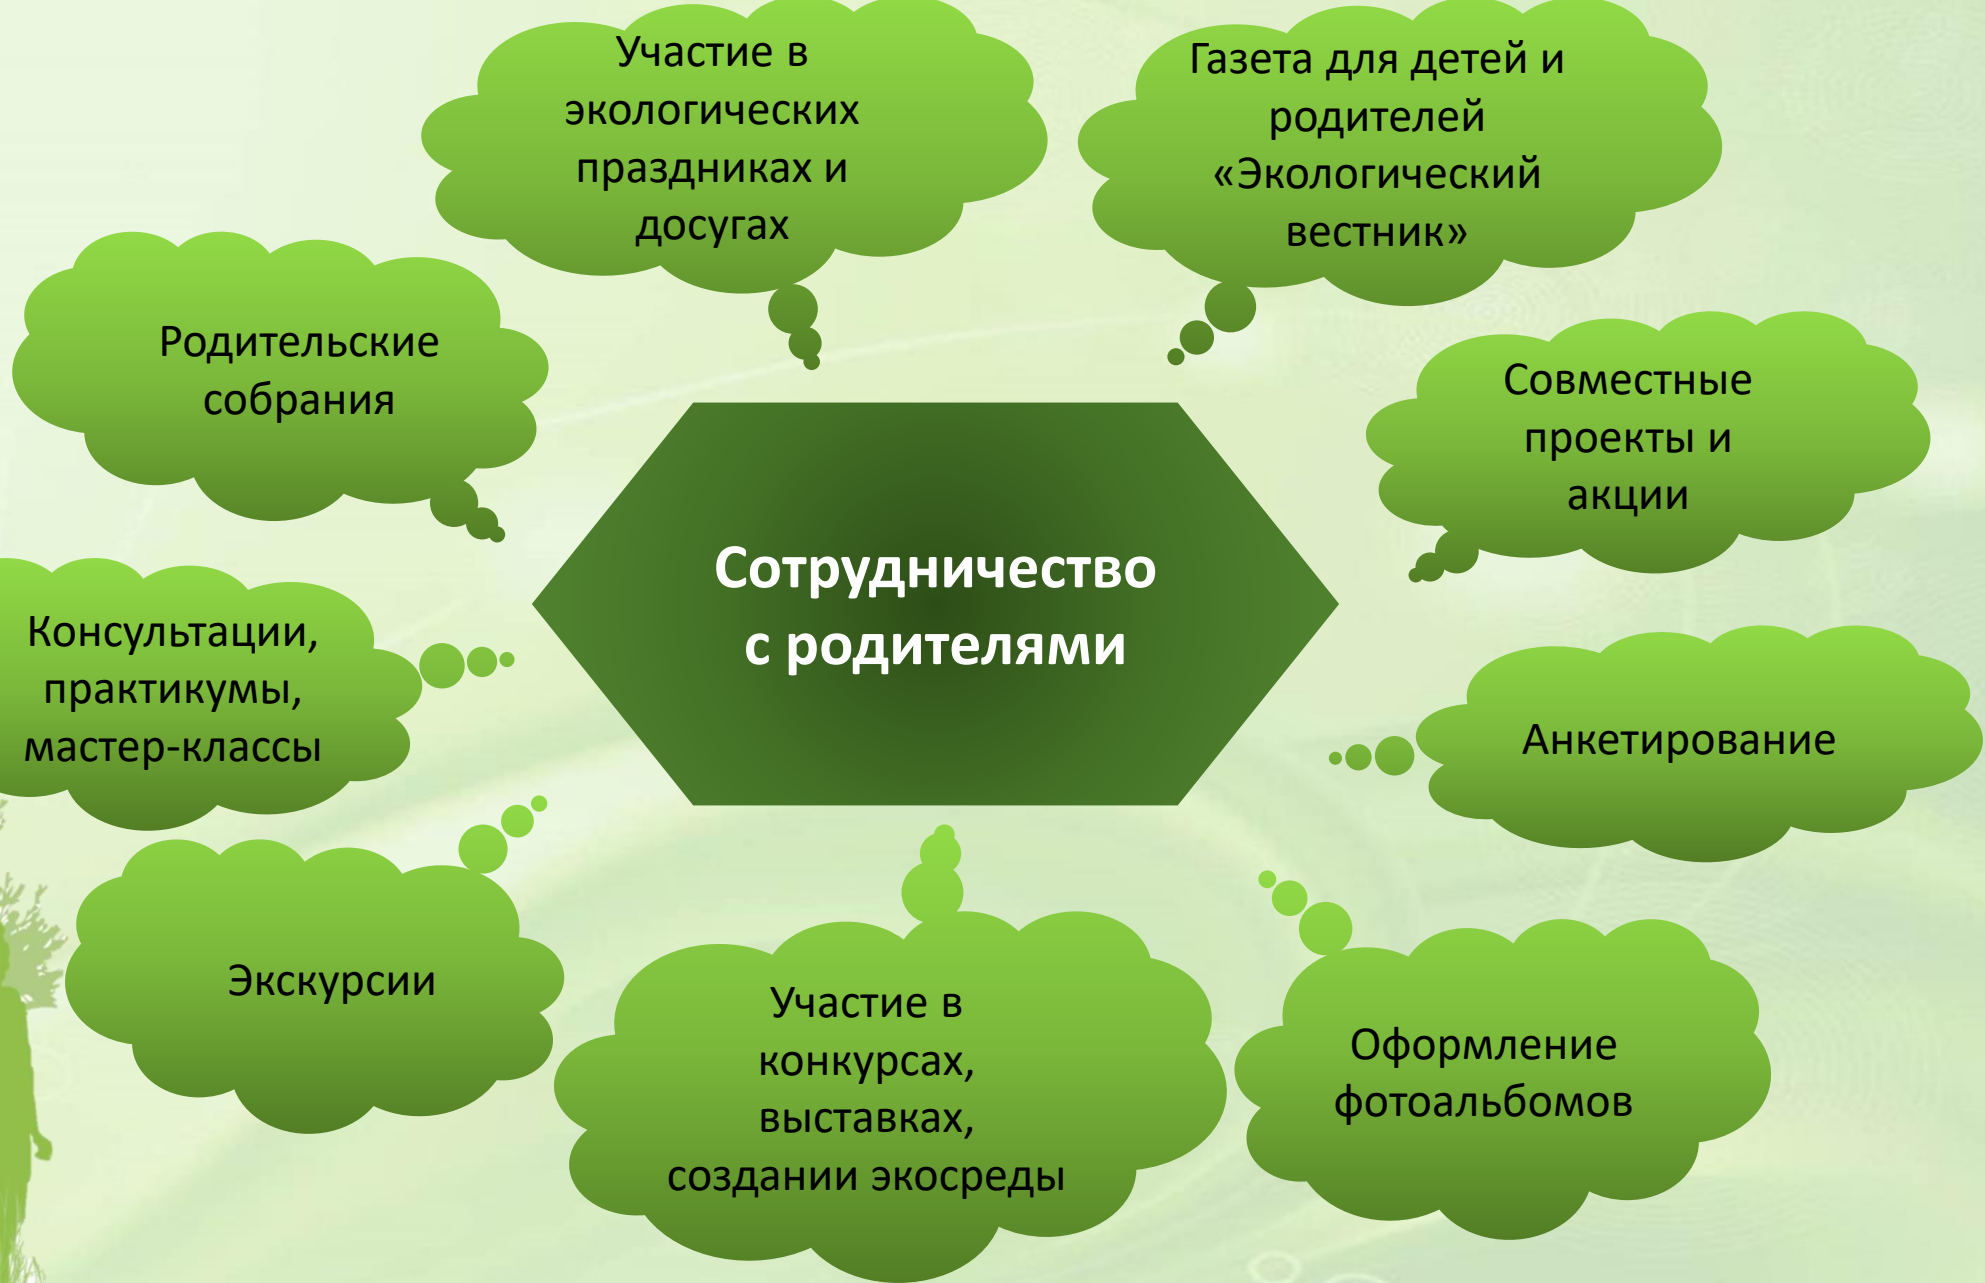 Участие в
экологических
праздниках и
досугах
Газета для детей и
родителей
«Экологический
вестник»
Родительские
собрания
Совместные
проекты и
акции
Сотрудничество
с родителями
Консультации,
практикумы,
мастер-классы
Анкетирование
Экскурсии
Участие в
конкурсах,
выставках,
создании экосреды
Оформление
фотоальбомов